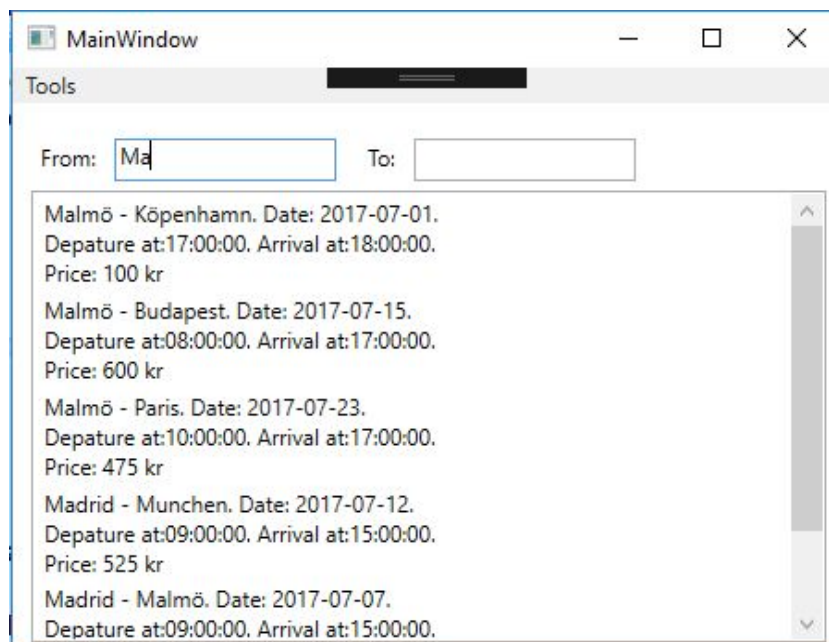 MainWindow
Tools
From: Ma To:
Malmö - Köpenhamn. Date: 2017-07-01.
Depature at:17:00:00. Arrival at:18:00:00.
Price: 100 kr
Malmö - Budapest. Date: 2017-07-15.
Depature at:08:00:00. Arrival at:17:00:00.
Price: 600 kr
Malmö - Paris. Date: 2017-07-23.
Depature at:10:00:00. Arrival at:17:00:00.
Price: 475 kr
Madrid - Munchen. Date: 2017-07-12.
Depature at:09:00:00. Arrival at:15:00:00.
Price: 525 kr
Madrid - Malmö. Date: 2017-07-07.
Depature at:09:00:00. Arrival at:15:00:00.